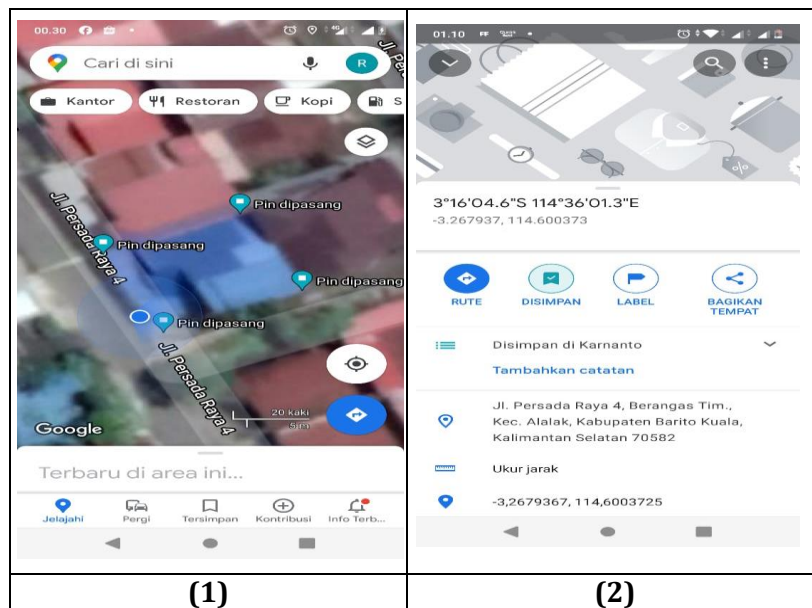 00.30
Cari di sini
R
Kantor
Restoran
Kopi
S
Pin dipasang
Jl. Persada Raya 4
Pin dipasang
Pin dipasang
Pin dipasang
Jl. Persada Raya 4
20 kaki
5 m
Google
Terbaru di area ini...
Jelajahi
Pergi
Tersimpan
Kontribusi
Info Terb...
(1)
01.10
3°16'04.6"S 114°36'01.3"E
-3.267937, 114.600373
RUTE
DISIMPAN
LABEL
BAGIKAN
TEMPAT
Disimpan di Karnanto
Tambahkan catatan
Jl. Persada Raya 4, Berangas Tim.,
Kec. Alalak, Kabupaten Barito Kuala,
Kalimantan Selatan 70582
Ukur jarak
-3,2679367, 114,6003725
(2)